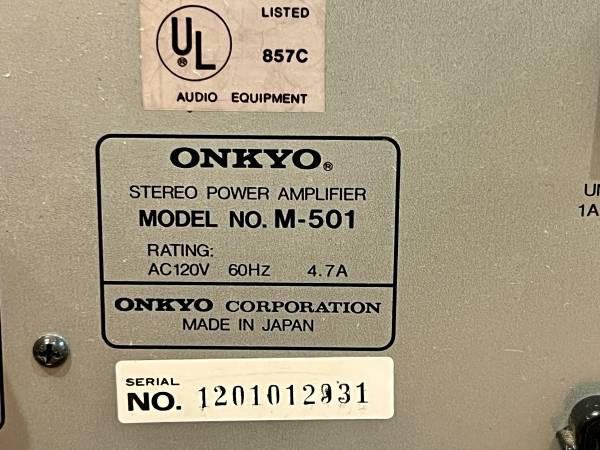 LISTED
UL®
857C
AUDIO EQUIPMENT
ONKYO®
STEREO POWER AMPLIFIER
MODEL NO. M-501
RATING:
AC120V 60Hz 4.7A
ONKYO CORPORATION
MADE IN JAPAN
SERIAL
NO. 1201012931